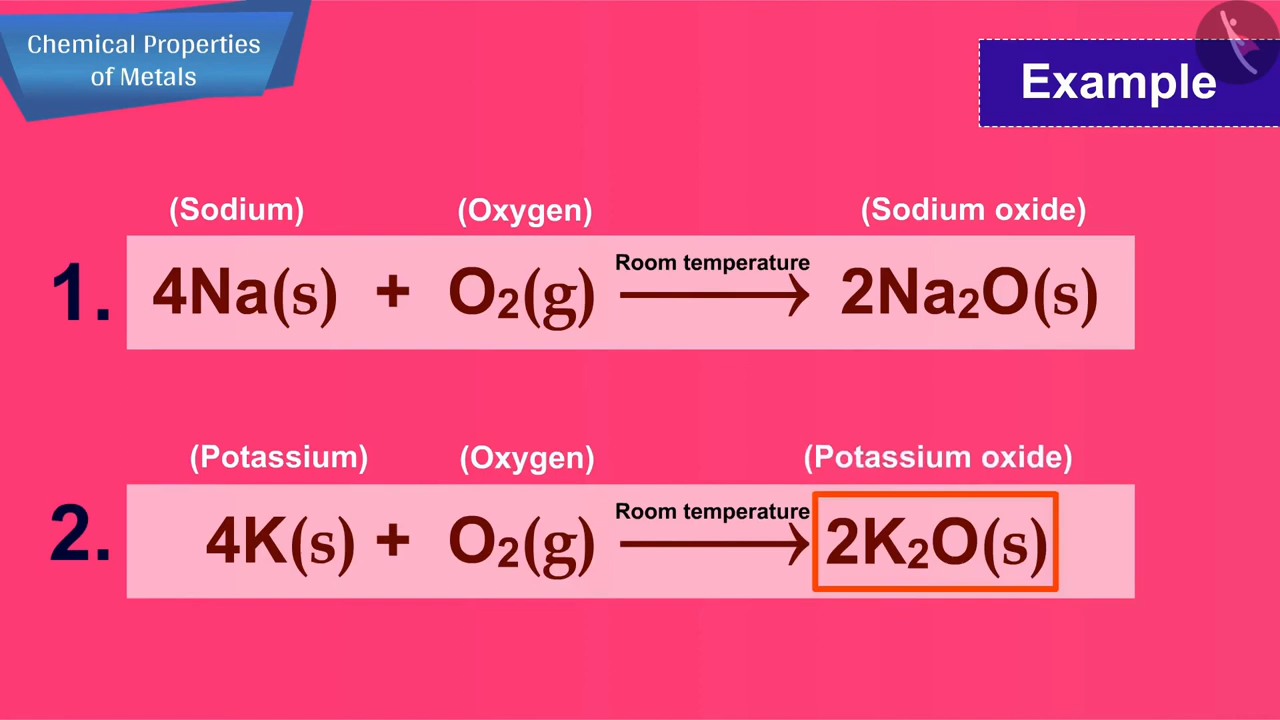 Chemical Properties
of Metals
Example
(Sodium) (Oxygen) (Sodium oxide)
Room temperature
1. 4Na(s) + O₂(g) ⟶ 2Na₂O(s)
(Potassium) (Oxygen) (Potassium oxide)
Room temperature
2. 4K(s) + O₂(g) ⟶ 2K₂O(s)